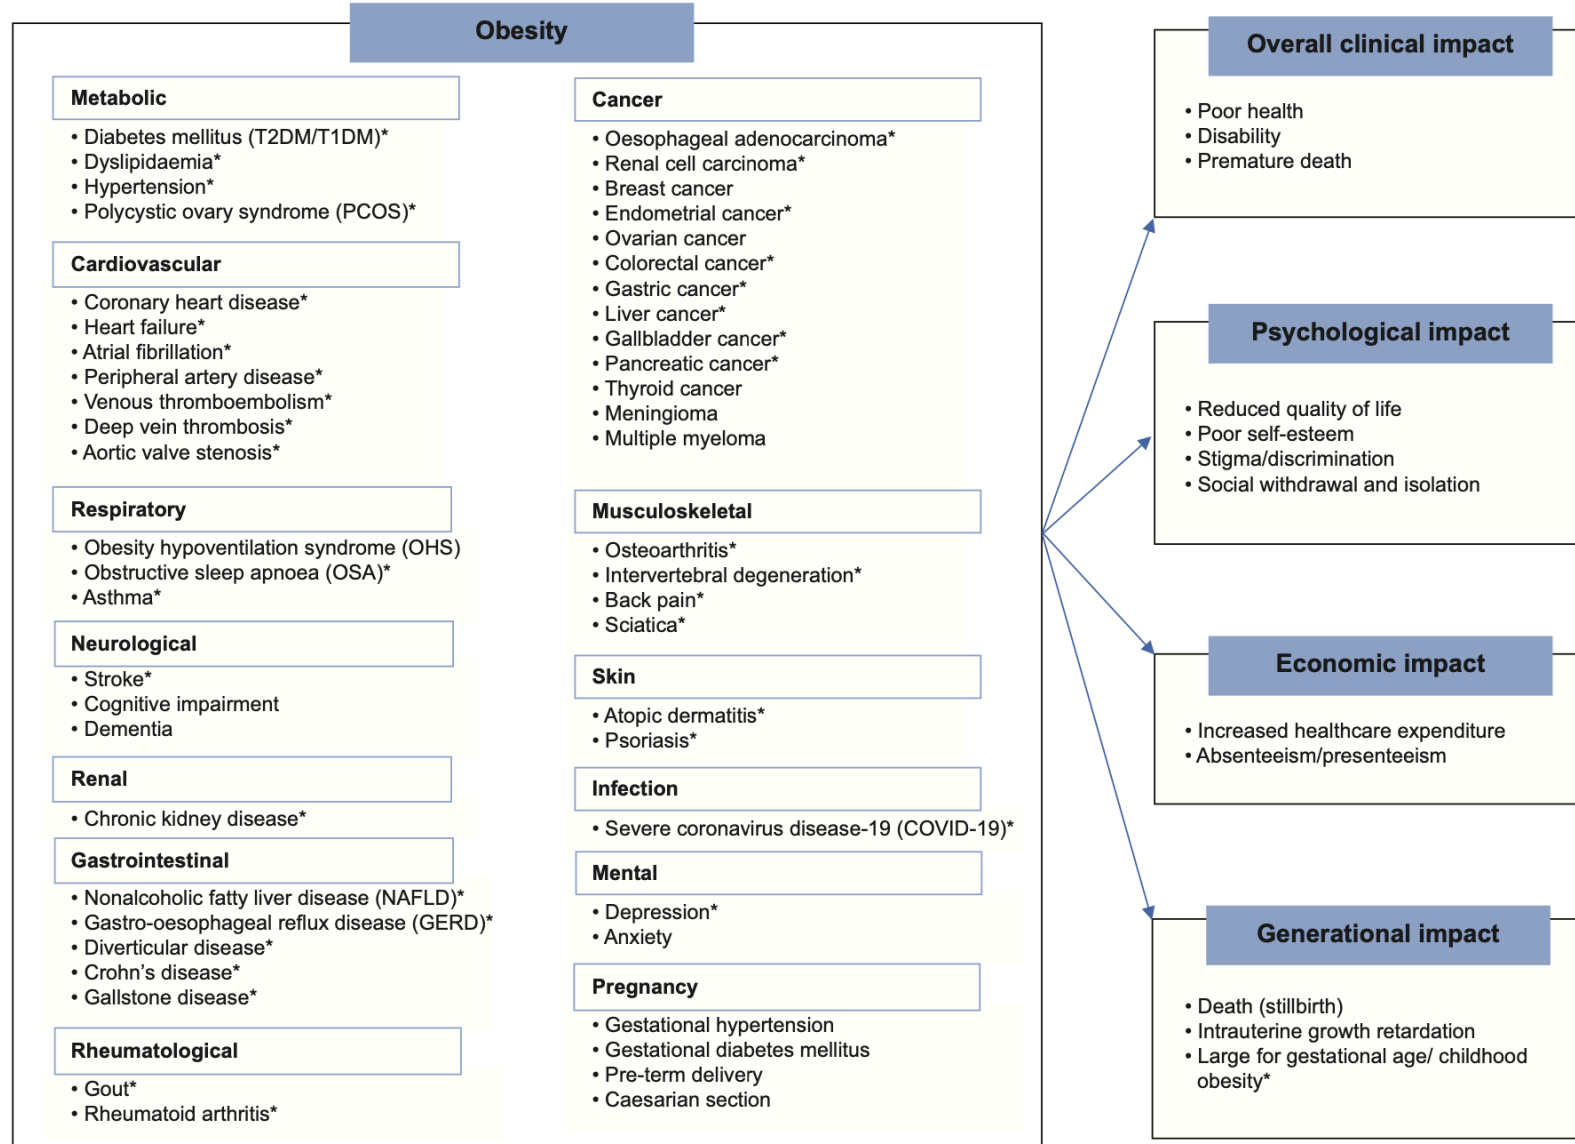 Obesity
Metabolic
• Diabetes mellitus (T2DM/T1DM)*
• Dyslipidaemia*
• Hypertension*
• Polycystic ovary syndrome (PCOS)*
Cardiovascular
• Coronary heart disease*
• Heart failure*
• Atrial fibrillation*
• Peripheral artery disease*
• Venous thromboembolism*
• Deep vein thrombosis*
• Aortic valve stenosis*
Respiratory
• Obesity hypoventilation syndrome (OHS)
• Obstructive sleep apnoea (OSA)*
• Asthma*
Neurological
• Stroke*
• Cognitive impairment
• Dementia
Renal
• Chronic kidney disease*
Gastrointestinal
• Nonalcoholic fatty liver disease (NAFLD)*
• Gastro-oesophageal reflux disease (GERD)*
• Diverticular disease*
• Crohn’s disease*
• Gallstone disease*
Rheumatological
• Gout*
• Rheumatoid arthritis*
Cancer
• Oesophageal adenocarcinoma*
• Renal cell carcinoma*
• Breast cancer
• Endometrial cancer*
• Ovarian cancer
• Colorectal cancer*
• Gastric cancer*
• Liver cancer*
• Gallbladder cancer*
• Pancreatic cancer*
• Thyroid cancer
• Meningioma
• Multiple myeloma
Musculoskeletal
• Osteoarthritis*
• Intervertebral degeneration*
• Back pain*
• Sciatica*
Skin
• Atopic dermatitis*
• Psoriasis*
Infection
• Severe coronavirus disease-19 (COVID-19)*
Mental
• Depression*
• Anxiety
Pregnancy
• Gestational hypertension
• Gestational diabetes mellitus
• Pre-term delivery
• Caesarian section
Overall clinical impact
• Poor health
• Disability
• Premature death
Psychological impact
• Reduced quality of life
• Poor self-esteem
• Stigma/discrimination
• Social withdrawal and isolation
Economic impact
• Increased healthcare expenditure
• Absenteeism/presenteeism
Generational impact
• Death (stillbirth)
• Intrauterine growth retardation
• Large for gestational age/ childhood
obesity*